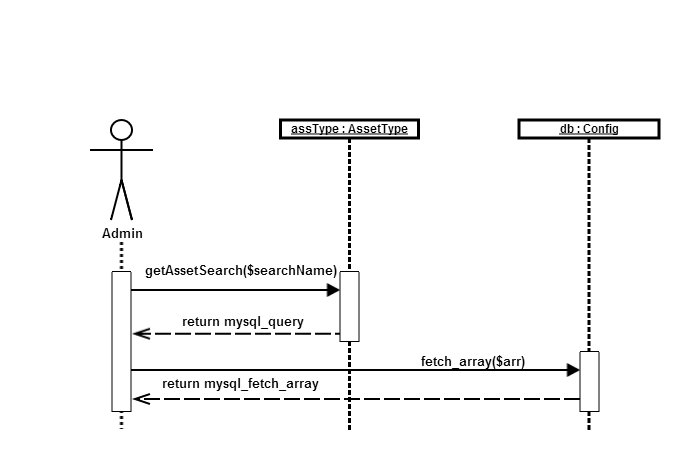 assType : AssetType
db : Config
Admin
getAssetSearch($searchName)
return mysql_query
fetch_array($arr)
return mysql_fetch_array